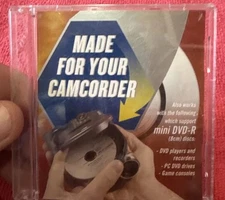 MADE
FOR YOUR
CAMCORDER
Also works
with the following
which support
mini DVD-R
(8cm) discs:
- DVD players and
recorders
- PC DVD drives
- Game consoles